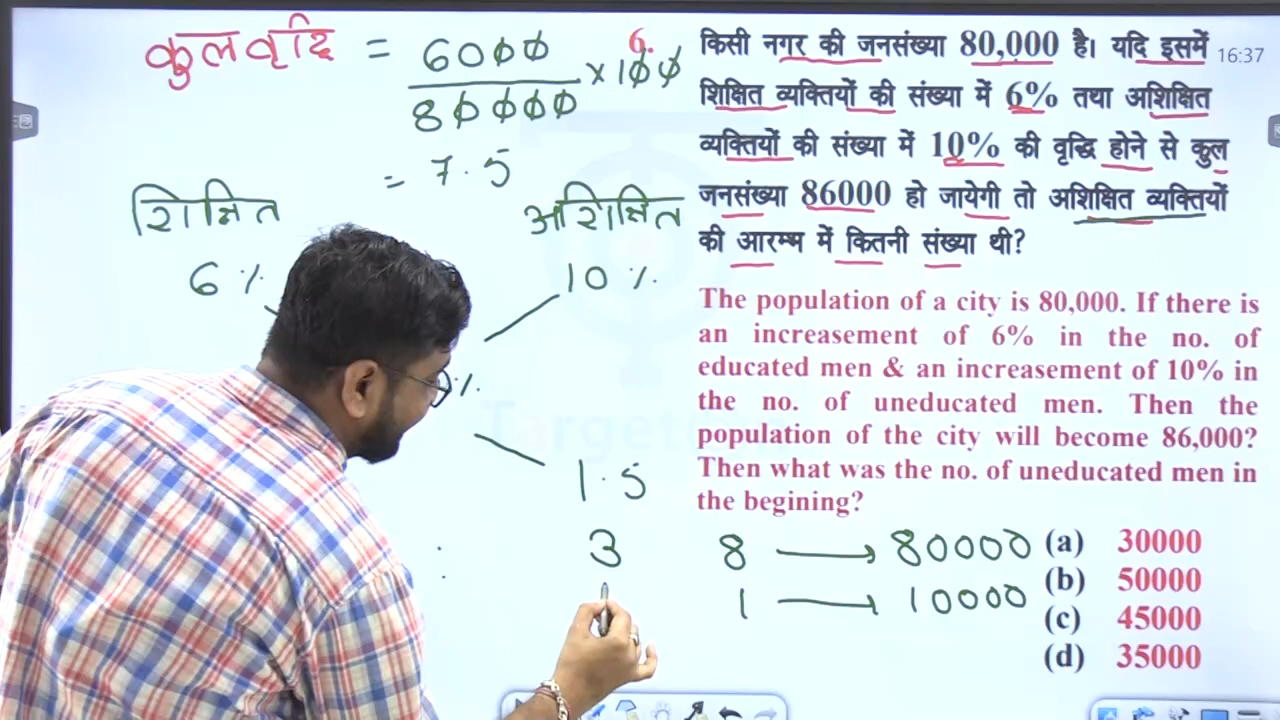 कुल वृद्धि = 6000 / 80000 × 100
= 7.5
शिक्षित अशिक्षित
6% 10%
%
1.5
: 3
8 → 80000
1 → 10000
6.
किसी नगर की जनसंख्या 80,000 है। यदि इसमें
शिक्षित व्यक्तियों की संख्या में 6% तथा अशिक्षित
व्यक्तियों की संख्या में 10% की वृद्धि होने से कुल
जनसंख्या 86000 हो जायेगी तो अशिक्षित व्यक्तियों
की आरम्भ में कितनी संख्या थी?
16:37
The population of a city is 80,000. If there is
an increasement of 6% in the no. of
educated men & an increasement of 10% in
the no. of uneducated men. Then the
population of the city will become 86,000?
Then what was the no. of uneducated men in
the begining?
(a) 30000
(b) 50000
(c) 45000
(d) 35000